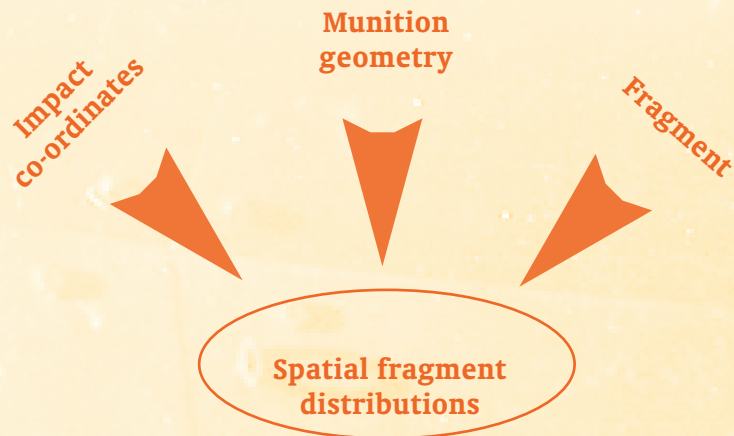 Munition
geometry
Impact
co-ordinates
Fragment
Spatial fragment
distributions